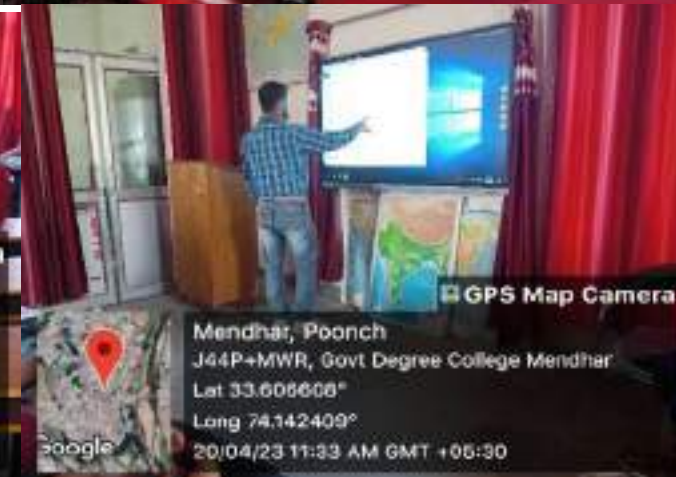 GPS Map Camera
Mendhar, Poonch
J44P+MWR, Govt Degree College Mendhar
Lat 33.606608°
Long 74.142409°
20/04/23 11:33 AM GMT +05:30
Google